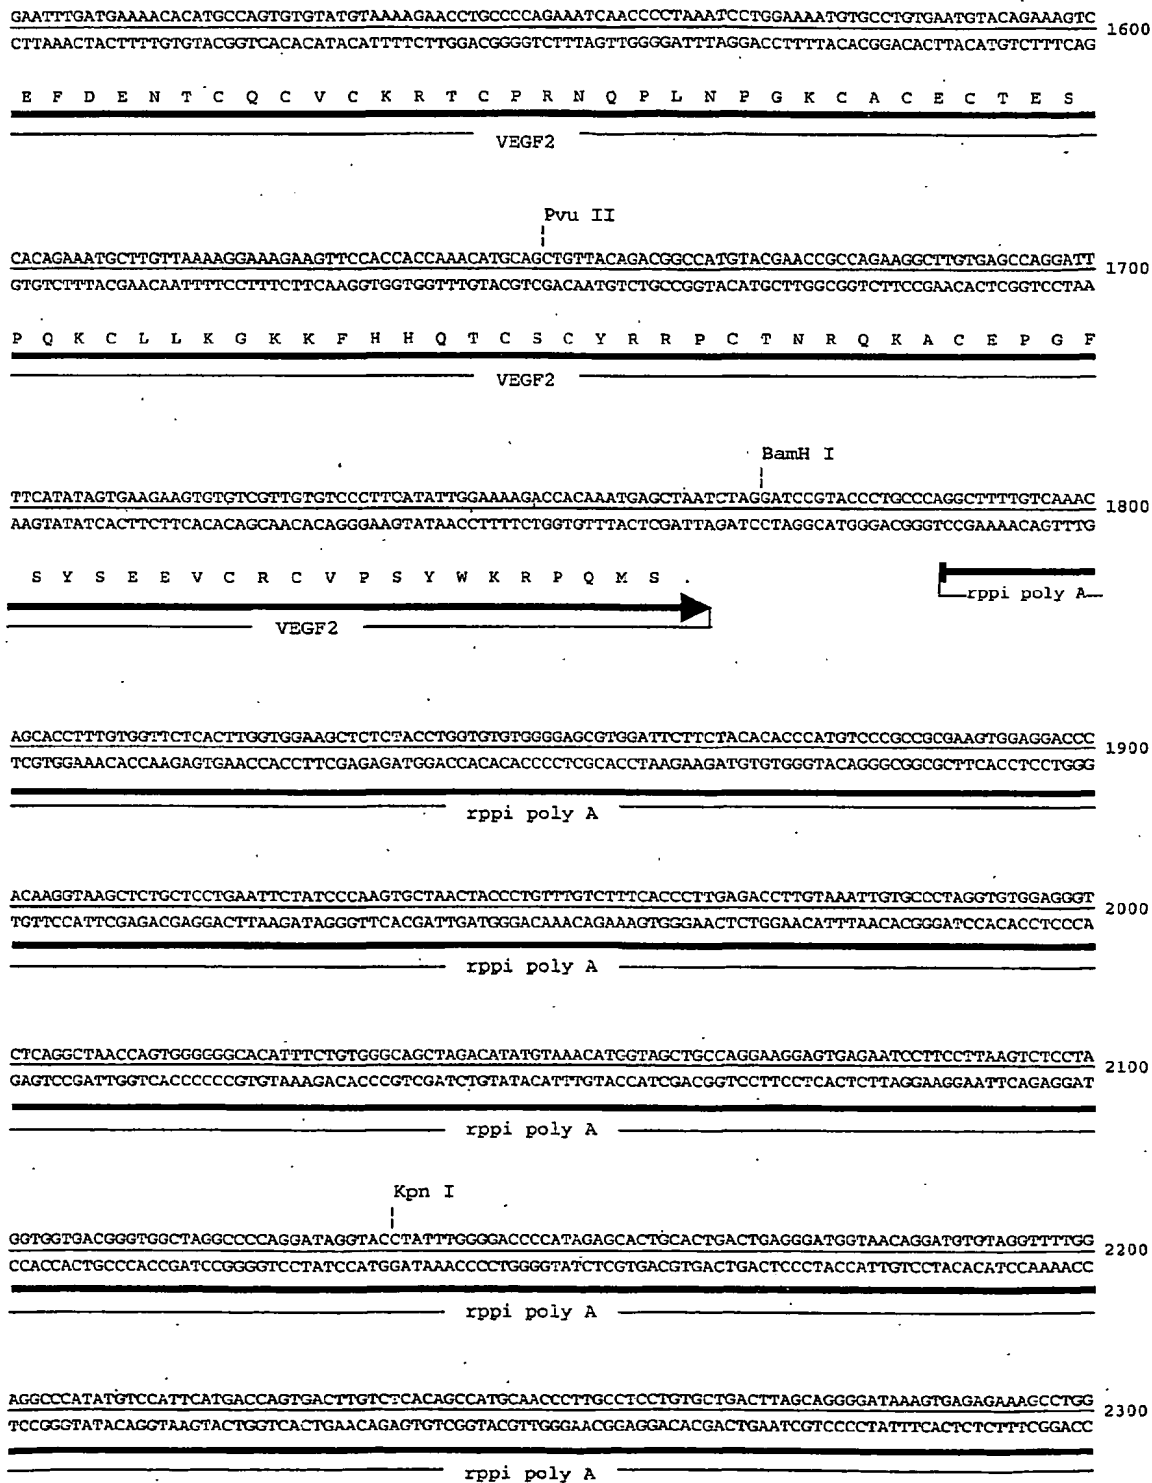 GAATTTGATGAAAACACATGCCAGTGTGTATGTAAAAGAACCTGCCCCAGAAATCAACCCCTAAATCCTGGAAAATGTGCCTGTGAATGTACAGAAAGTC
1600
CTTAAACTACTTTTGTGTACGGTCACACATACATTTTCTTGGACGGGGTCTTTAGTTGGGGATTTAGGACCTTTTACACGGACACTTACATGTCTTTCAG
E F D E N T C Q C V C K R T C P R N Q P L N P G K C A C E C T E S
VEGF2
Pvu II
CACAGAAATGCTTGTTAAAAGGAAAGAAGTTCCACCACCAAACATGCAGCTGTTACAGACGGCCATGTACGAACCGCCAGAAGGCTTGTGAGCCAGGATT
1700
GTGTCTTTACGAACAATTTTCCTTTCTTCAAGGTGGTGGTTTGTACGTCGACAATGTCTGCCGGTACATGCTTGGCGGTCTTCCGAACACTCGGTCCTAA
P Q K C L L K G K K F H H Q T C S C Y R R P C T N R Q K A C E P G F
VEGF2
BamH I
TTCATATAGTGAAGAAGTGTGTCGTTGTGTCCCTTCATATTGGAAAAGACCACAAATGAGCTAATCTAGGATCCGTACCCTGCCCAGGCTTTTGTCAAAC
1800
AAGTATATCACTTCTTCACACAGCAACACAGGGAAGTATAACCTTTTCTGGTGTTTACTCGATTAGATCCTAGGCATGGGACGGGTCCGAAAACAGTTTG
S Y S E E V C R C V P S Y W K R P Q M S .
rppi poly A
VEGF2
AGCACCTTTGTGGTTCTCACTTGGTGGAAGCTCTCTACCTGGTGTGTGGGGAGCGTGGATTCTTCTACACACCCATGTCCCGCCGCGAAGTGGAGGACCC
1900
TCGTGGAAACACCAAGAGTGAACCACCTTCGAGAGATGGACCACACACCCCTCGCACCTAAGAAGATGTGTGGGTACAGGGCGGCGCTTCACCTCCTGGG
rppi poly A
ACAAGGTAAGCTCTGCTCCTGAATTCTATCCCAAGTGCTAACTACCCTGTTTGTCTTTCACCCTTGAGACCTTGTAAATTGTGCCCTAGGTGTGGAGGGT
2000
TGTTCCATTCGAGACGAGGACTTAAGATAGGGTTCACGATTGATGGGACAAACAGAAAGTGGGAACTCTGGAACATTTAACACGGGATCCACACCTCCCA
rppi poly A
CTCAGGCTAACCAGTGGGGGGCACATTTCTGTGGGCAGCTAGACATATGTAAACATGGTAGCTGCCAGGAAGGAGTGAGAATCCTTCCTTAAGTCTCCTA
2100
GAGTCCGATTGGTCACCCCCCGTGTAAAGACACCCGTCGATCTGTATACATTTGTACCATCGACGGTCCTTCCTCACTCTTAGGAAGGAATTCAGAGGAT
rppi poly A
Kpn I
GGTGGTGACGGGTGGCTAGGCCCCAGGATAGGTACCTATTTGGGGACCCCATAGAGCACTGCACTGACTGAGGGATGGTAACAGGATGTGTAGGTTTTGG
2200
CCACCACTGCCCACCGATCCGGGGTCCTATCCATGGATAAACCCCTGGGGTATCTCGTGACGTGACTGACTCCCTACCATTGTCCTACACATCCAAAACC
rppi poly A
AGGCCCATATGTCCATTCATGACCAGTGACTTGTCTCACAGCCATGCAACCCTTGCCTCCTGTGCTGACTTAGCAGGGGATAAAGTGAGAGAAAGCCTGG
2300
TCCGGGTATACAGGTAAGTACTGGTCACTGAACAGAGTGTCGGTACGTTGGGAACGGAGGACACGACTGAATCGTCCCCTATTTCACTCTCTTTCGGACC
rppi poly A